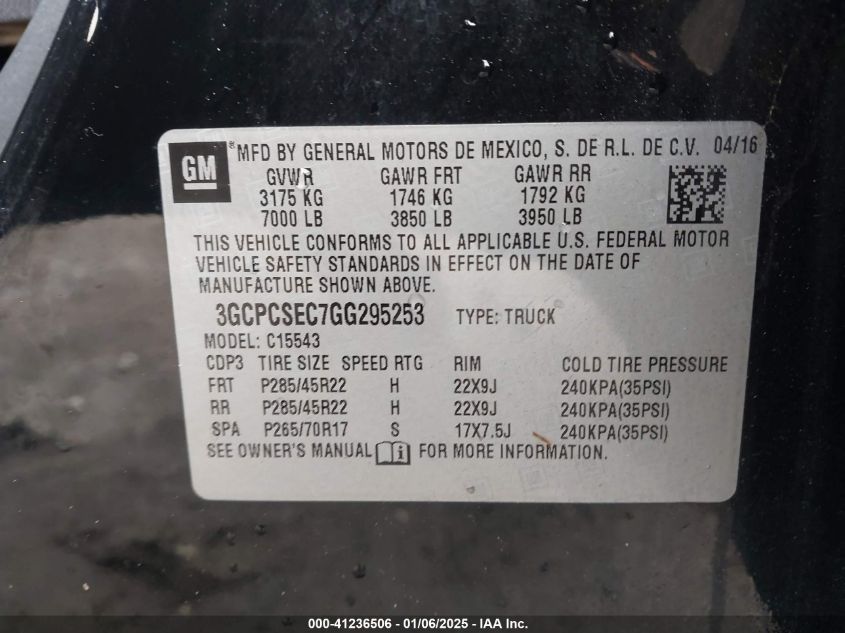 GM ® MFD BY GENERAL MOTORS DE MEXICO, S. DE R.L. DE C.V. 04/16
GVWR GAWR FRT GAWR RR
3175 KG 1746 KG 1792 KG
7000 LB 3850 LB 3950 LB
THIS VEHICLE CONFORMS TO ALL APPLICABLE U.S. FEDERAL MOTOR
VEHICLE SAFETY STANDARDS IN EFFECT ON THE DATE OF
MANUFACTURE SHOWN ABOVE.
3GCPCSEC7GG295253 TYPE: TRUCK
MODEL: C15543
CDP3 TIRE SIZE SPEED RTG RIM COLD TIRE PRESSURE
FRT P285/45R22 H 22X9J 240KPA(35PSI)
RR P285/45R22 H 22X9J 240KPA(35PSI)
SPA P265/70R17 S 17X7.5J 240KPA(35PSI)
SEE OWNER'S MANUAL FOR MORE INFORMATION.
000-41236506 - 01/06/2025 - IAA Inc.